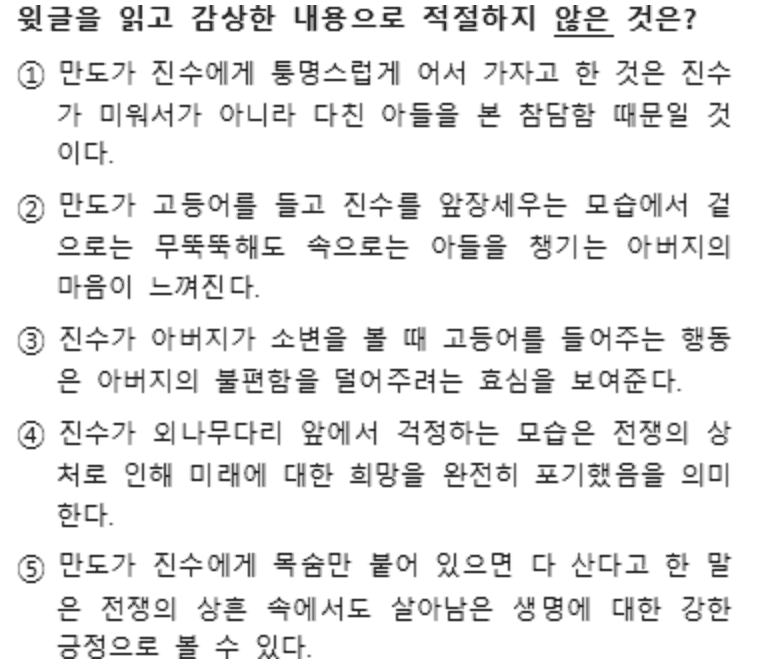 윗글을 읽고 감상한 내용으로 적절하지 않은 것은?
① 만도가 진수에게 퉁명스럽게 어서 가자고 한 것은 진수
가 미워서가 아니라 다친 아들을 본 참담함 때문일 것
이다.
② 만도가 고등어를 들고 진수를 앞장세우는 모습에서 겉
으로는 무뚝뚝해도 속으로는 아들을 챙기는 아버지의
마음이 느껴진다.
③ 진수가 아버지가 소변을 볼 때 고등어를 들어주는 행동
은 아버지의 불편함을 덜어주려는 효심을 보여준다.
④ 진수가 외나무다리 앞에서 걱정하는 모습은 전쟁의 상
처로 인해 미래에 대한 희망을 완전히 포기했음을 의미
한다.
⑤ 만도가 진수에게 목숨만 붙어 있으면 다 산다고 한 말
은 전쟁의 상흔 속에서도 살아남은 생명에 대한 강한
긍정으로 볼 수 있다.